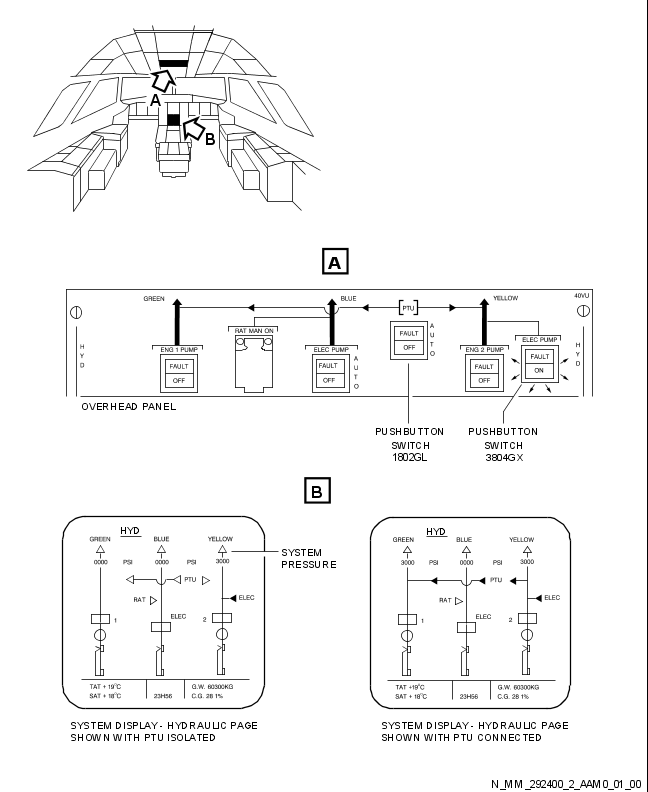 A
B
A
GREEN
BLUE
YELLOW
40VU
PTU
HYD
RAT MAN ON
ENG 1 PUMP
FAULT
OFF
ELEC PUMP
FAULT
OFF
AUTO
FAULT
OFF
AUTO
ENG 2 PUMP
FAULT
OFF
ELEC PUMP
FAULT
ON
HYD
OVERHEAD PANEL
PUSHBUTTON
SWITCH
1802GL
PUSHBUTTON
SWITCH
3804GX
B
HYD
GREEN BLUE YELLOW
0000 PSI 0000 PSI 3000
PTU
RAT
ELEC
1 ELEC 2
TAT + 19°C G.W. 60300KG
SAT + 18°C 23H56 C.G. 28 1%
SYSTEM
PRESSURE
SYSTEM DISPLAY - HYDRAULIC PAGE
SHOWN WITH PTU ISOLATED
HYD
GREEN BLUE YELLOW
3000 PSI 0000 PSI 3000
PTU
RAT
ELEC
1 ELEC 2
TAT +19°C G.W. 60300KG
SAT + 18°C 23H56 C.G. 28 1%
SYSTEM DISPLAY - HYDRAULIC PAGE
SHOWN WITH PTU CONNECTED
N_MM_292400_2_AAM0_01_00